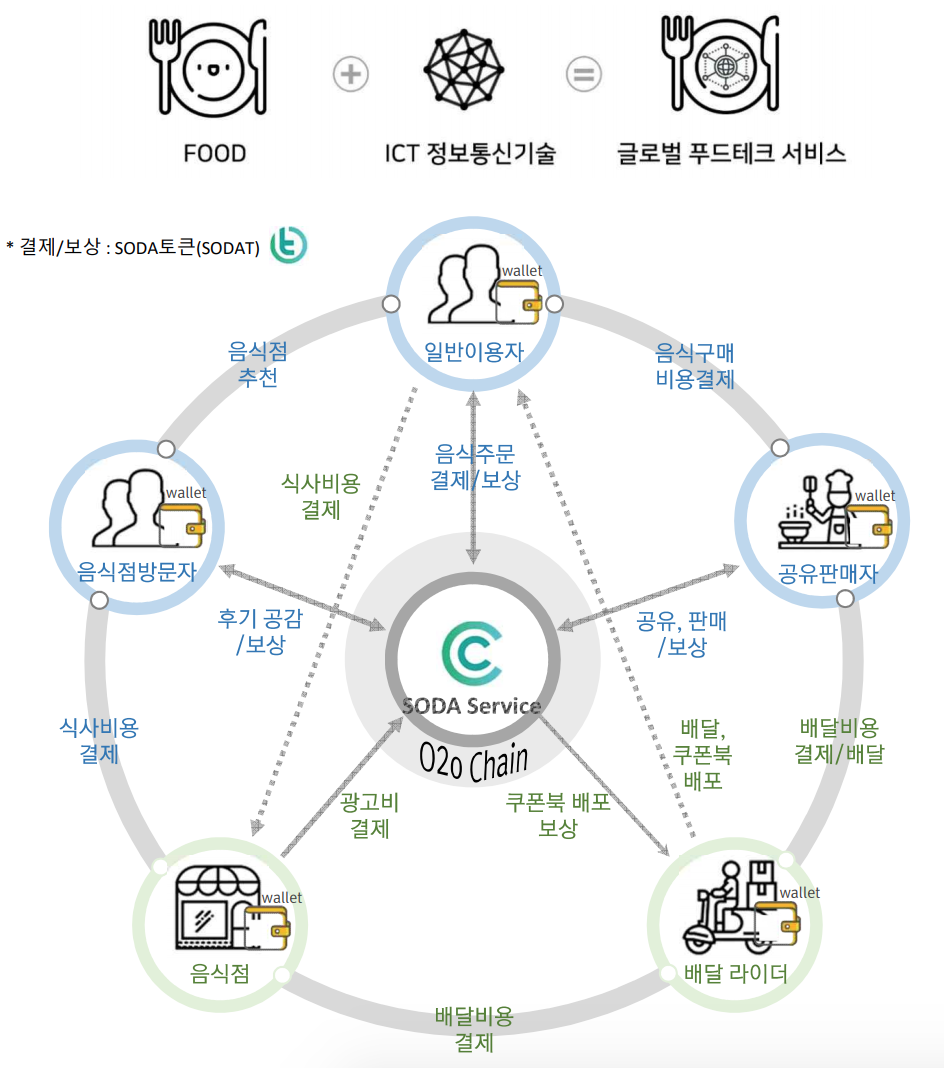 FOOD
ICT 정보통신기술
글로벌 푸드테크 서비스
* 결제/보상 : SODA토큰(SODAT)
wallet
일반이용자
음식점
추천
음식구매
비용결제
식사비용
결제
음식주문
결제/보상
wallet
음식점방문자
wallet
공유판매자
후기 공감
/보상
공유, 판매
/보상
SODA Service
O2o Chain
식사비용
결제
배달,
쿠폰북
배포
배달비용
결제/배달
광고비
결제
쿠폰북 배포
보상
wallet
음식점
wallet
배달 라이더
배달비용
결제